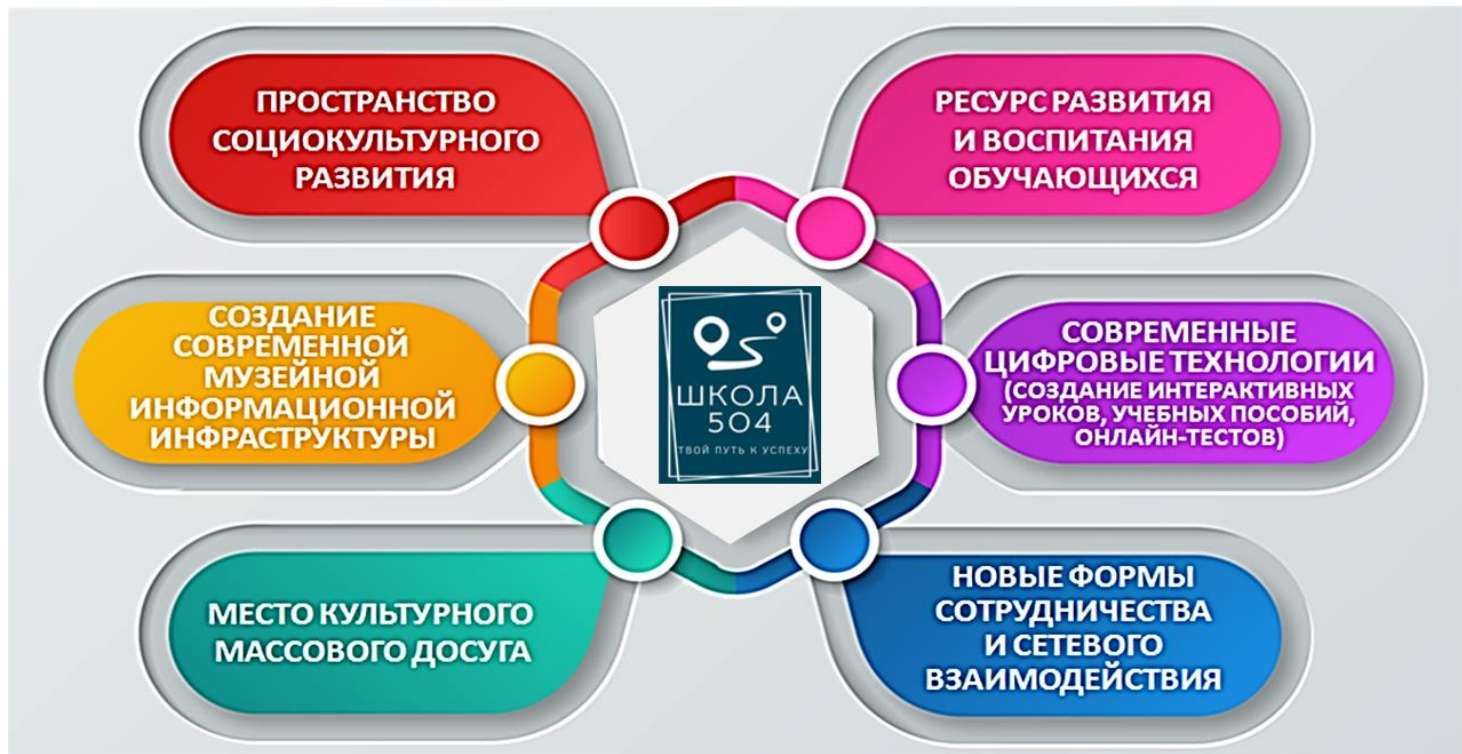 ПРОСТРАНСТВО
СОЦИОКУЛЬТУРНОГО
РАЗВИТИЯ
РЕСУРС РАЗВИТИЯ
И ВОСПИТАНИЯ
ОБУЧАЮЩИХСЯ
СОЗДАНИЕ
СОВРЕМЕННОЙ
МУЗЕЙНОЙ
ИНФОРМАЦИОННОЙ
ИНФРАСТРУКТУРЫ
ШКОЛА
504
ТВОЙ ПУТЬ К УСПЕХУ
СОВРЕМЕННЫЕ
ЦИФРОВЫЕ ТЕХНОЛОГИИ
(СОЗДАНИЕ ИНТЕРАКТИВНЫХ
УРОКОВ, УЧЕБНЫХ ПОСОБИЙ,
ОНЛАЙН-ТЕСТОВ)
МЕСТО КУЛЬТУРНОГО
МАССОВОГО ДОСУГА
НОВЫЕ ФОРМЫ
СОТРУДНИЧЕСТВА
И СЕТЕВОГО
ВЗАИМОДЕЙСТВИЯ